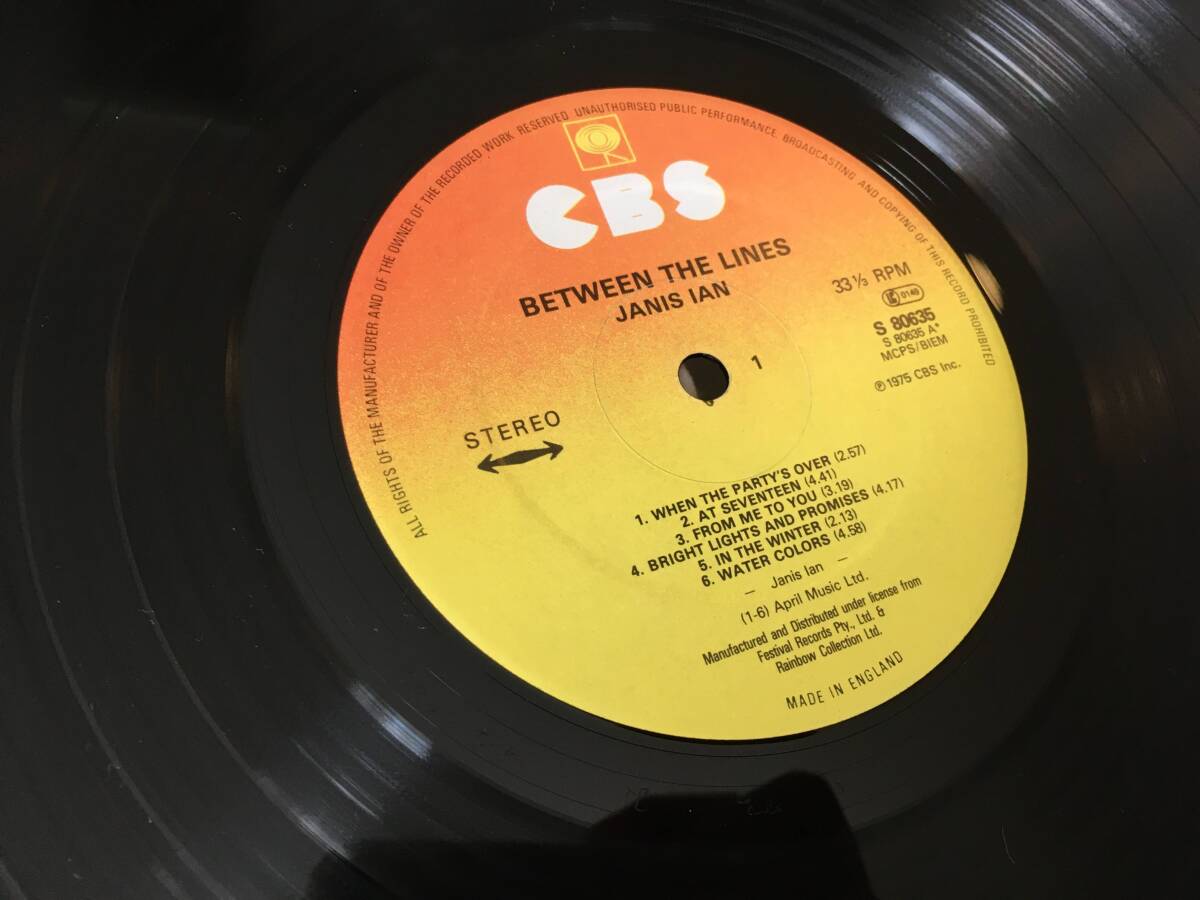 ALL RIGHTS OF THE MANUFACTURER AND OF THE OWNER OF THE RECORDED WORK RESERVED UNAUTHORISED PUBLIC PERFORMANCE BROADCASTING AND COPYING OF THIS RECORD PROHIBITED
CBS
BETWEEN THE LINES
JANIS IAN
33 1/3 RPM
0149
S 80635
S 80635 A*
MCPS/BIEM
℗ 1975 CBS Inc.
1
STEREO
1. WHEN THE PARTY'S OVER (2.57)
2. AT SEVENTEEN (4.41)
3. FROM ME TO YOU (3.19)
4. BRIGHT LIGHTS AND PROMISES (4.17)
5. IN THE WINTER (2.13)
6. WATER COLORS (4.58)
– Janis Ian –
(1-6) April Music Ltd.
Manufactured and Distributed under license from
Festival Records Pty., Ltd. &
Rainbow Collection Ltd.
MADE IN ENGLAND